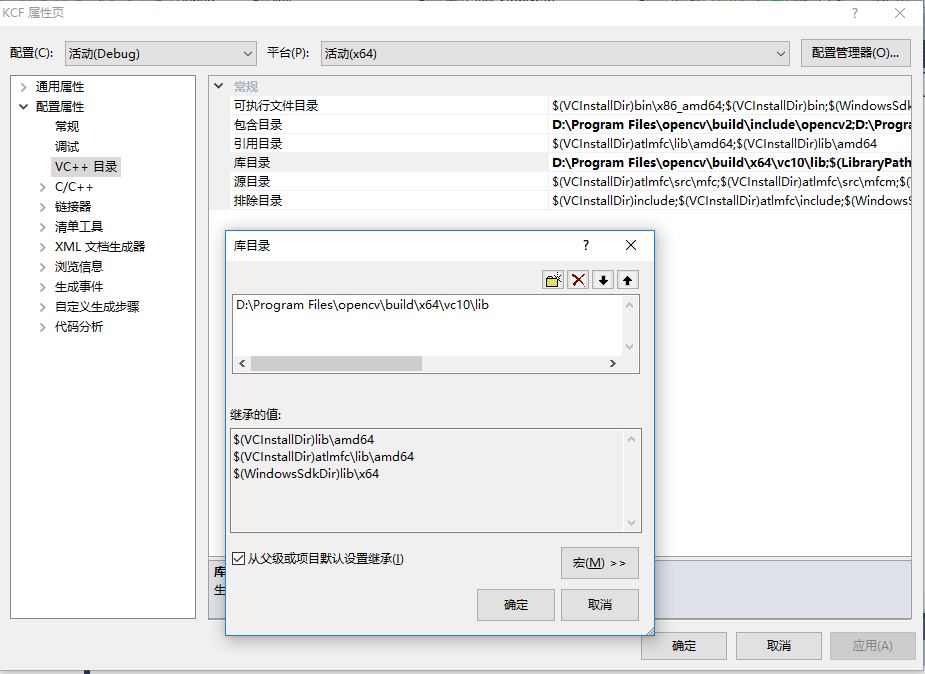 KCF 属性页
配置(C): 活动(Debug) 平台(P): 活动(x64) 配置管理器(O)...
通用属性
配置属性
常规
调试
VC++ 目录
C/C++
链接器
清单工具
XML 文档生成器
浏览信息
生成事件
自定义生成步骤
代码分析
常规
可执行文件目录 $(VCInstallDir)bin\x86_amd64;$(VCInstallDir)bin;$(WindowsSdk
包含目录 D:\Program Files\opencv\build\include\opencv2;D:\Progra
引用目录 $(VCInstallDir)atlmfc\lib\amd64;$(VCInstallDir)lib\amd64
库目录 D:\Program Files\opencv\build\x64\vc10\lib;$(LibraryPath
源目录 $(VCInstallDir)atlmfc\src\mfc;$(VCInstallDir)atlmfc\src\mfcm;$(
排除目录 $(VCInstallDir)include;$(VCInstallDir)atlmfc\include;$(WindowsS
库目录
D:\Program Files\opencv\build\x64\vc10\lib
继承的值:
$(VCInstallDir)lib\amd64
$(VCInstallDir)atlmfc\lib\amd64
$(WindowsSdkDir)lib\x64
从父级或项目默认设置继承(I)
宏(M) >>
确定 取消
库
生
确定 取消 应用(A)